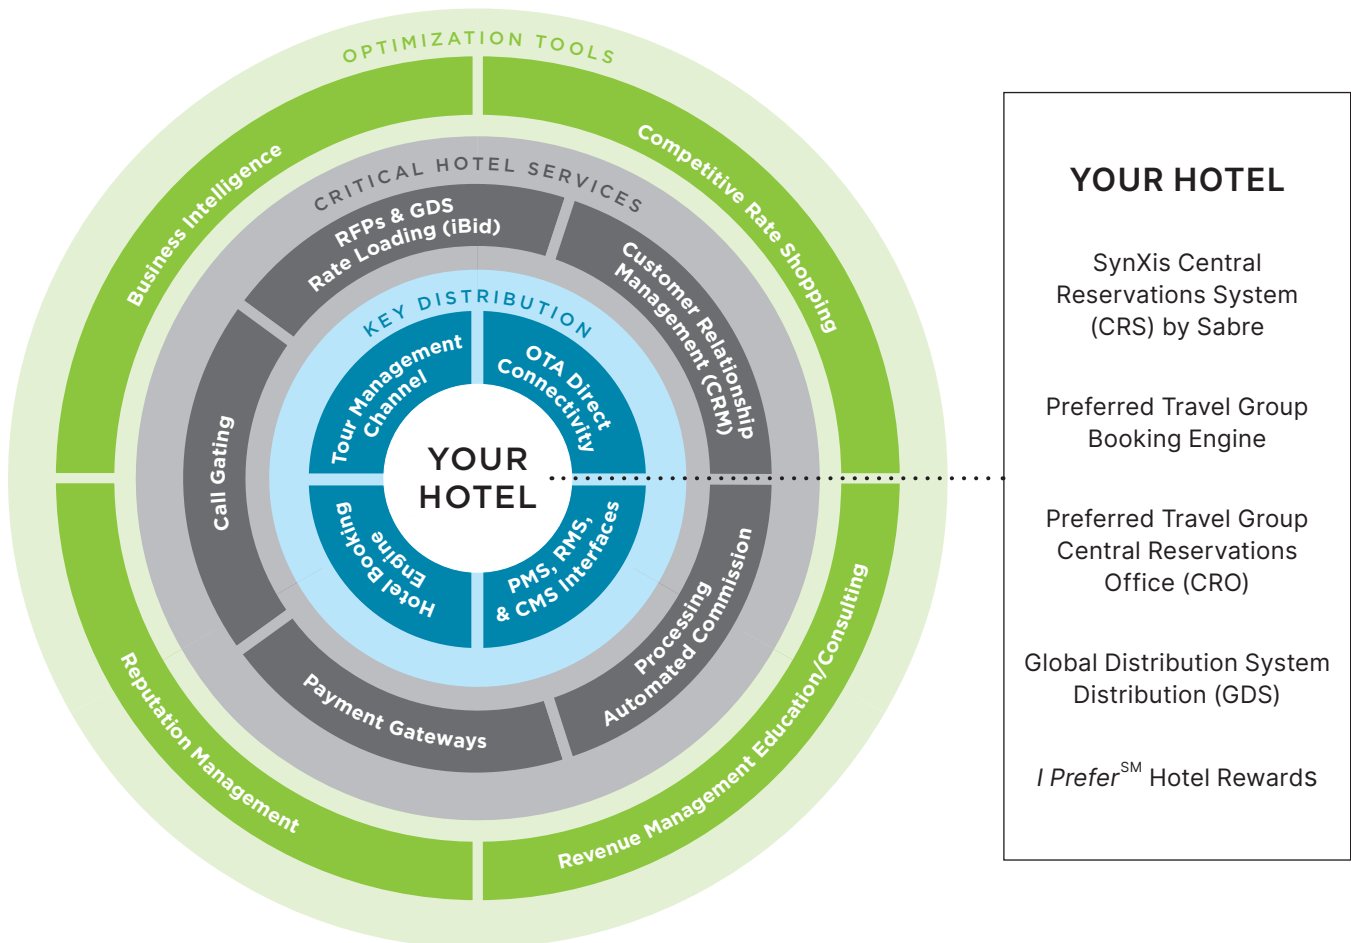 OPTIMIZATION TOOLS
Business Intelligence
Competitive Rate Shopping
Reputation Management
Revenue Management Education/Consulting
CRITICAL HOTEL SERVICES
RFPs & GDS
Rate Loading (iBid)
Customer Relationship
Management (CRM)
Call Gating
Payment Gateways
Processing
Automated Commission
KEY DISTRIBUTION
Tour Management
Channel
OTA Direct
Connectivity
Hotel Booking
Engine
PMS, RMS,
& CMS Interfaces
YOUR
HOTEL
YOUR HOTEL
SynXis Central
Reservations System
(CRS) by Sabre
Preferred Travel Group
Booking Engine
Preferred Travel Group
Central Reservations
Office (CRO)
Global Distribution System
Distribution (GDS)
I Prefer℠ Hotel Rewards